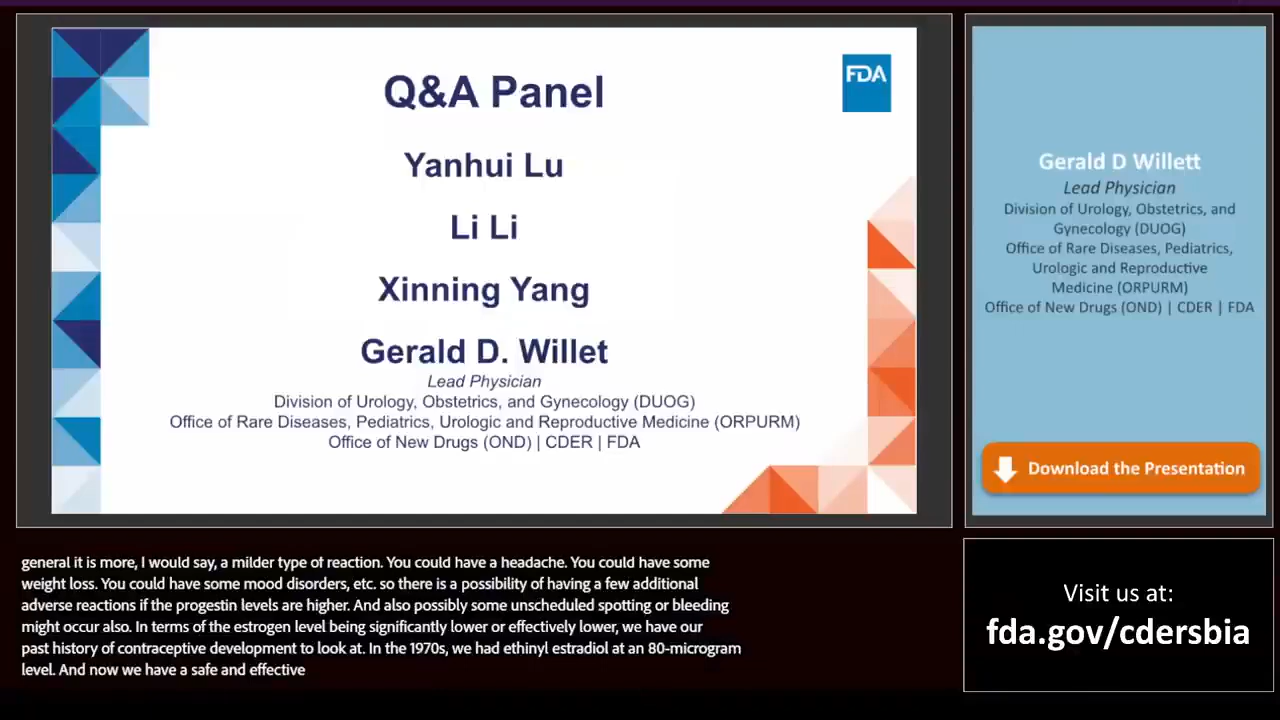 Q&A Panel
FDA
Yanhui Lu
Li Li
Xinning Yang
Gerald D. Willet
Lead Physician
Division of Urology, Obstetrics, and Gynecology (DUOG)
Office of Rare Diseases, Pediatrics, Urologic and Reproductive Medicine (ORPURM)
Office of New Drugs (OND) | CDER | FDA
Gerald D Willett
Lead Physician
Division of Urology, Obstetrics, and
Gynecology (DUOG)
Office of Rare Diseases, Pediatrics,
Urologic and Reproductive
Medicine (ORPURM)
Office of New Drugs (OND) | CDER | FDA
Download the Presentation
general it is more, I would say, a milder type of reaction. You could have a headache. You could have some
weight loss. You could have some mood disorders, etc. so there is a possibility of having a few additional
adverse reactions if the progestin levels are higher. And also possibly some unscheduled spotting or bleeding
might occur also. In terms of the estrogen level being significantly lower or effectively lower, we have our
past history of contraceptive development to look at. In the 1970s, we had ethinyl estradiol at an 80-microgram
level. And now we have a safe and effective
Visit us at:
fda.gov/cdersbia